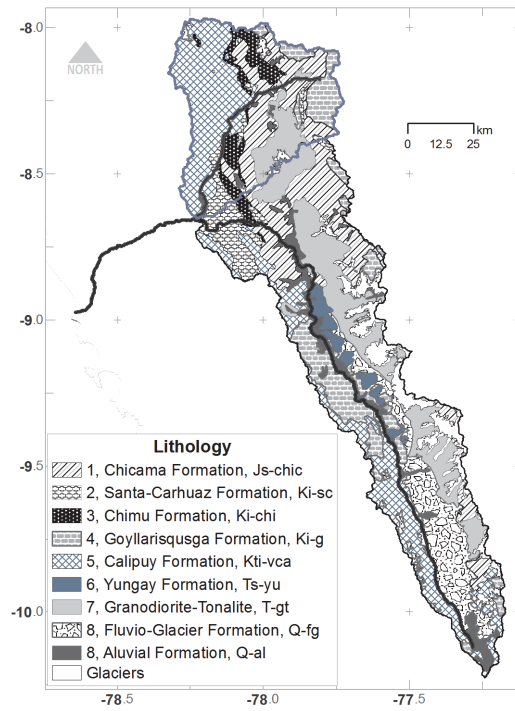 -8.0
NORTH
km
0 12.5 25
-8.5
-9.0
-9.5
-10.0
Lithology
1, Chicama Formation, Js-chic
2, Santa-Carhuaz Formation, Ki-sc
3, Chimu Formation, Ki-chi
4, Goyllarisqusga Formation, Ki-g
5, Calipuy Formation, Kti-vca
6, Yungay Formation, Ts-yu
7, Granodiorite-Tonalite, T-gt
8, Fluvio-Glacier Formation, Q-fg
8, Aluvial Formation, Q-al
Glaciers
-78.5 -78.0 -77.5